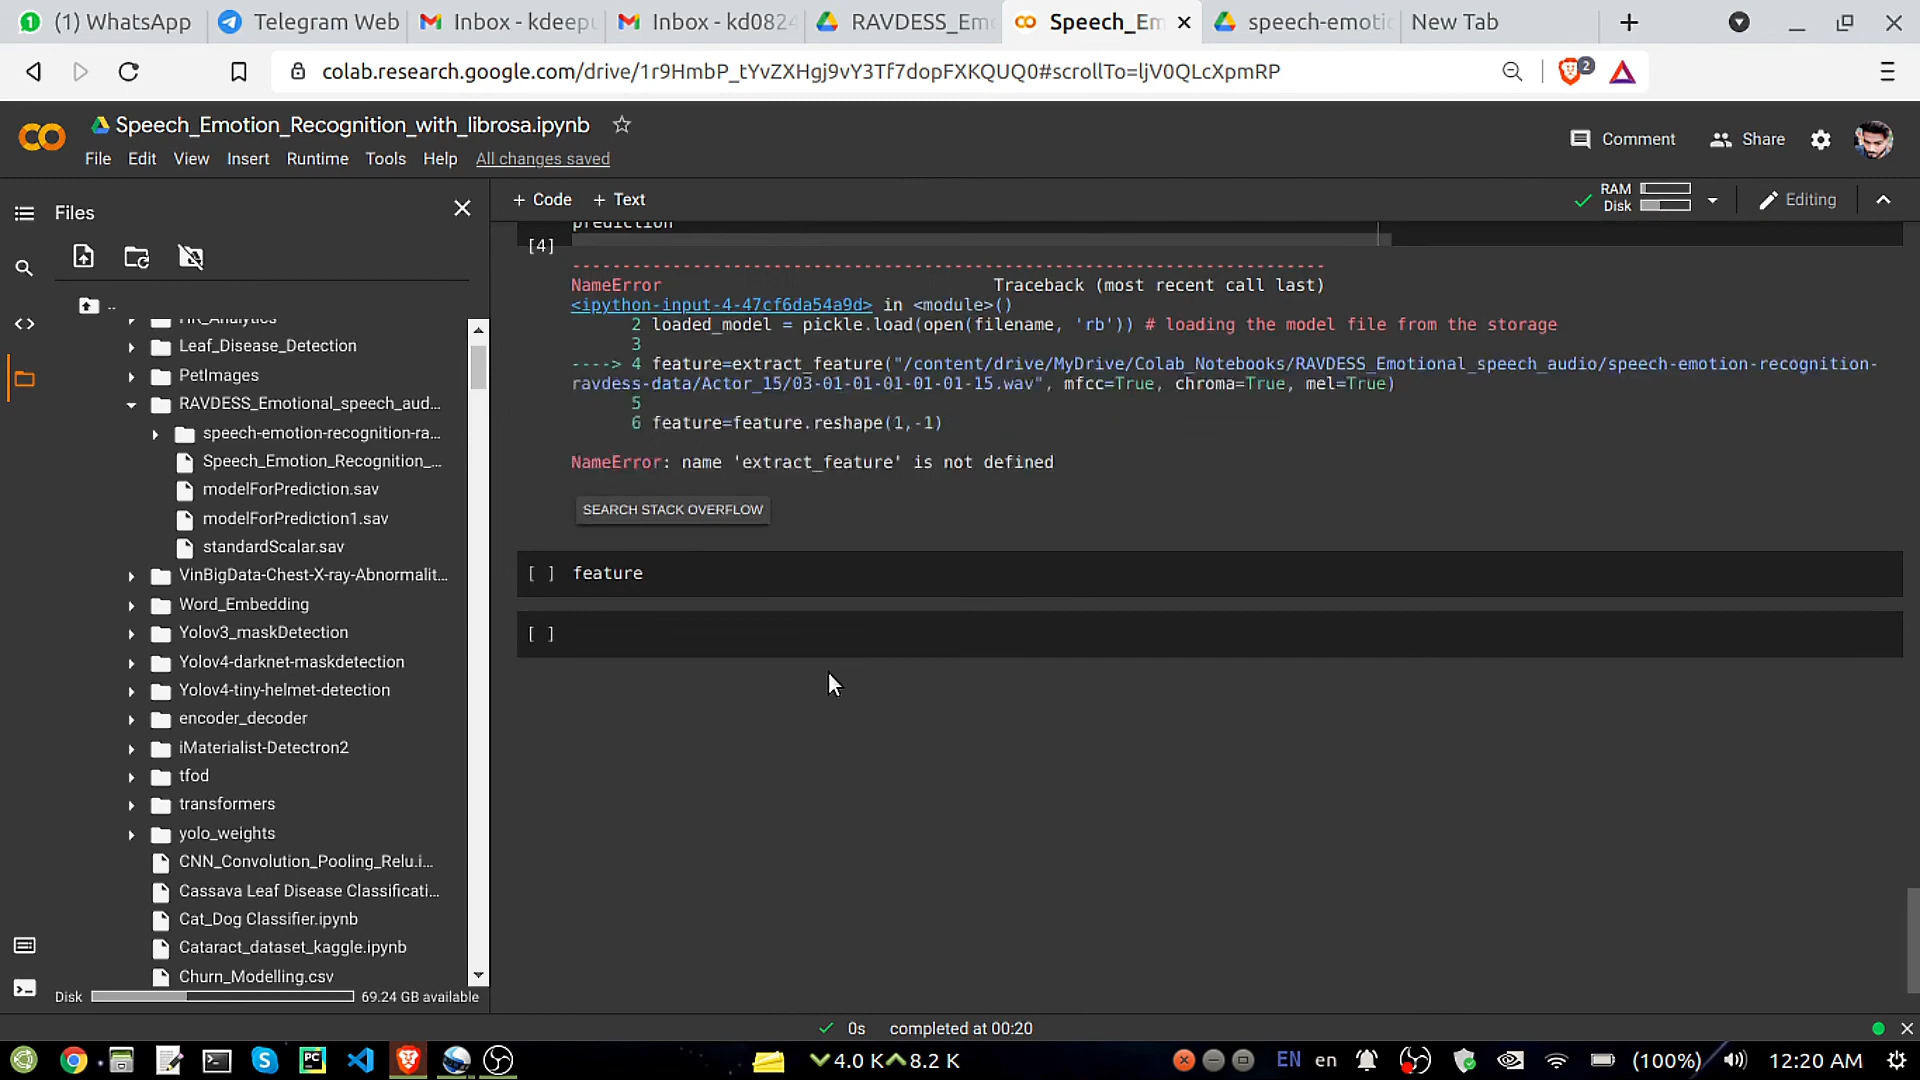 (1) WhatsApp
Telegram Web
Inbox - kdeepu
Inbox - kd0824
RAVDESS_Emo
Speech_Em
speech-emotic
New Tab
colab.research.google.com/drive/1r9HmbP_tYvZXHgj9vY3Tf7dopFXKQUQ0#scrollTo=ljV0QLcXpmRP
2
Speech_Emotion_Recognition_with_librosa.ipynb
Comment
Share
File Edit View Insert Runtime Tools Help All changes saved
Files
+ Code + Text
RAM
Disk
Editing
..
HR_Analytics
Leaf_Disease_Detection
PetImages
RAVDESS_Emotional_speech_aud...
speech-emotion-recognition-ra...
Speech_Emotion_Recognition_...
modelForPrediction.sav
modelForPrediction1.sav
standardScalar.sav
VinBigData-Chest-X-ray-Abnormalit...
Word_Embedding
Yolov3_maskDetection
Yolov4-darknet-maskdetection
Yolov4-tiny-helmet-detection
encoder_decoder
iMaterialist-Detectron2
tfod
transformers
yolo_weights
CNN_Convolution_Pooling_Relu.i...
Cassava Leaf Disease Classificati...
Cat_Dog Classifier.ipynb
Cataract_dataset_kaggle.ipynb
Churn_Modelling.csv
Disk 69.24 GB available
prediction
[4]
---------------------------------------------------------------------------
NameError Traceback (most recent call last)
<ipython-input-4-47cf6da54a9d> in <module>()
2 loaded_model = pickle.load(open(filename, 'rb')) # loading the model file from the storage
3
----> 4 feature=extract_feature("/content/drive/MyDrive/Colab_Notebooks/RAVDESS_Emotional_speech_audio/speech-emotion-recognition-
ravdess-data/Actor_15/03-01-01-01-01-01-15.wav", mfcc=True, chroma=True, mel=True)
5
6 feature=feature.reshape(1,-1)
NameError: name 'extract_feature' is not defined
SEARCH STACK OVERFLOW
[ ] feature
[ ]
0s completed at 00:20
4.0 K 8.2 K
EN en (100%) 12:20 AM